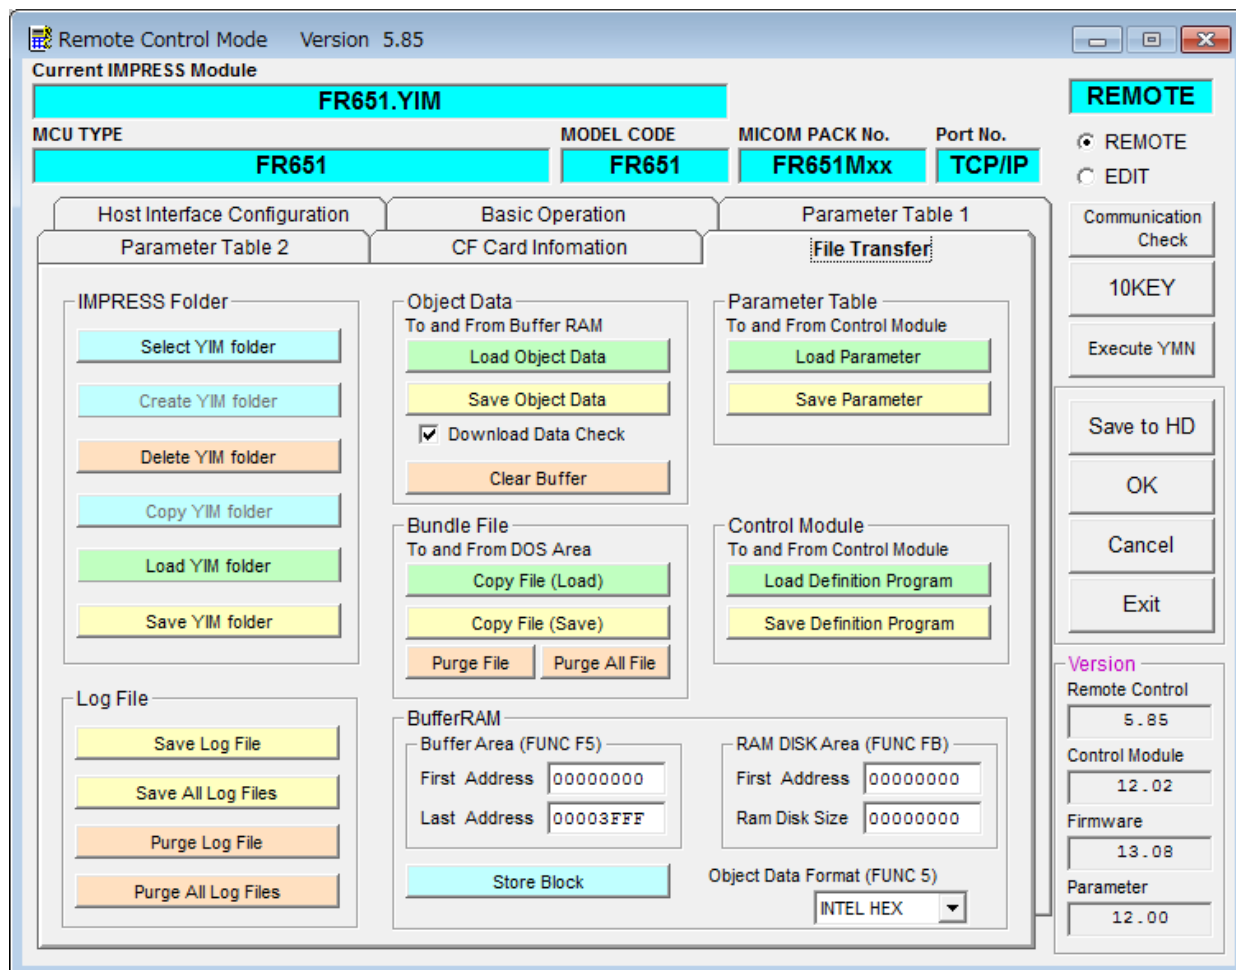 Remote Control Mode Version 5.85
Current IMPRESS Module
FR651.YIM
REMOTE
MCU TYPE MODEL CODE MICOM PACK No. Port No.
FR651 FR651 FR651Mxx TCP/IP
REMOTE
EDIT
Host Interface Configuration Basic Operation Parameter Table 1
Parameter Table 2 CF Card Infomation File Transfer
IMPRESS Folder
Select YIM folder
Create YIM folder
Delete YIM folder
Copy YIM folder
Load YIM folder
Save YIM folder
Log File
Save Log File
Save All Log Files
Purge Log File
Purge All Log Files
Object Data
To and From Buffer RAM
Load Object Data
Save Object Data
Download Data Check
Clear Buffer
Bundle File
To and From DOS Area
Copy File (Load)
Copy File (Save)
Purge File Purge All File
Parameter Table
To and From Control Module
Load Parameter
Save Parameter
Control Module
To and From Control Module
Load Definition Program
Save Definition Program
BufferRAM
Buffer Area (FUNC F5)
First Address 00000000
Last Address 00003FFF
RAM DISK Area (FUNC FB)
First Address 00000000
Ram Disk Size 00000000
Store Block
Object Data Format (FUNC 5)
INTEL HEX
Communication
Check
10KEY
Execute YMN
Save to HD
OK
Cancel
Exit
Version
Remote Control
5.85
Control Module
12.02
Firmware
13.08
Parameter
12.00